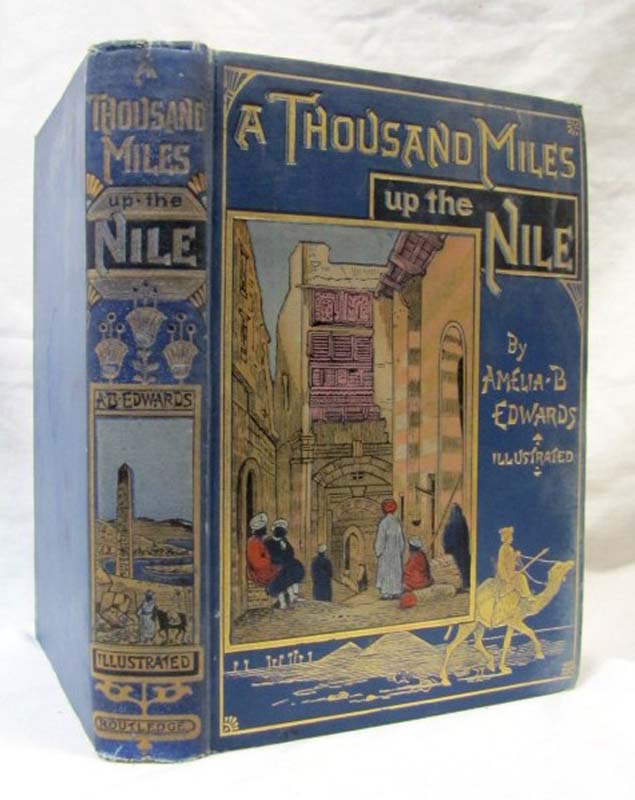 A
THOUSAND
MILES
up·the
NILE
A·B·EDWARDS
ILLUSTRATED
ROUTLEDGE
A THOUSAND MILES
up the
NILE
By
AMELIA·B
EDWARDS
ILLUSTRATED